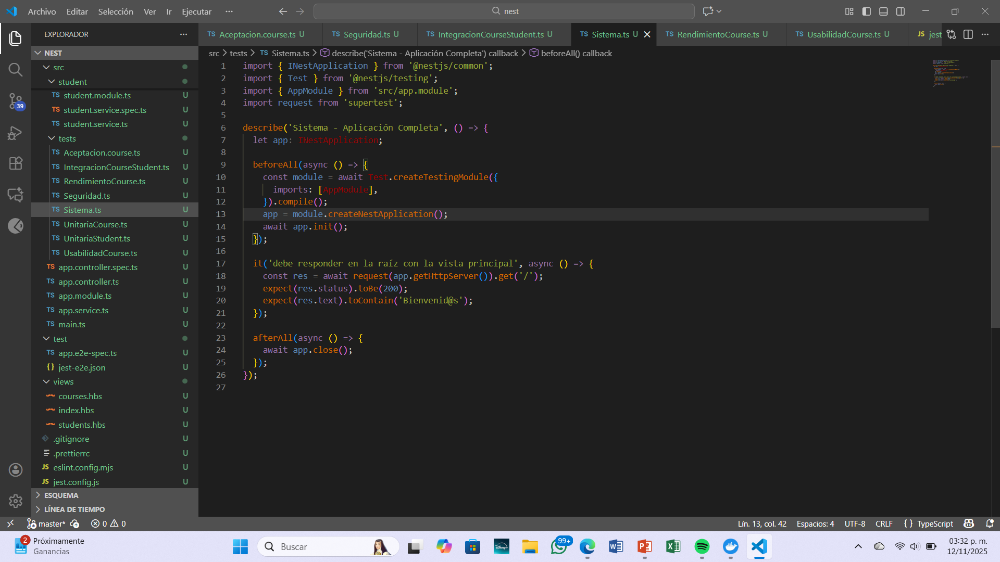 Archivo Editar Selección Ver Ir Ejecutar ···
nest
EXPLORADOR
Aceptacion.course.ts U
Seguridad.ts U
IntegracionCourseStudent.ts U
Sistema.ts U
RendimientoCourse.ts U
UsabilidadCourse.ts U
JS jest
NEST
src > tests > TS Sistema.ts > describe('Sistema - Aplicación Completa') callback > beforeAll() callback
src
student
TS student.module.ts U
TS student.service.spec.ts U
TS student.service.ts U
tests
TS Aceptacion.course.ts U
TS IntegracionCourseStudent.ts U
TS RendimientoCourse.ts U
TS Seguridad.ts U
TS Sistema.ts U
TS UnitariaCourse.ts U
TS UnitariaStudent.ts U
TS UsabilidadCourse.ts U
TS app.controller.spec.ts U
TS app.controller.ts U
TS app.module.ts U
TS app.service.ts U
TS main.ts U
test
TS app.e2e-spec.ts U
{} jest-e2e.json U
views
courses.hbs U
index.hbs U
students.hbs U
.gitignore U
.prettierrc U
JS eslint.config.mjs U
JS jest.config.js U
ESQUEMA
LÍNEA DE TIEMPO
39
1 import { INestApplication } from '@nestjs/common';
2 import { Test } from '@nestjs/testing';
3 import { AppModule } from 'src/app.module';
4 import request from 'supertest';
5
6 describe('Sistema - Aplicación Completa', () => {
7 let app: INestApplication;
8
9 beforeAll(async () => {
10 const module = await Test.createTestingModule({
11 imports: [AppModule],
12 }).compile();
13 app = module.createNestApplication();
14 await app.init();
15 });
16
17 it('debe responder en la raíz con la vista principal', async () => {
18 const res = await request(app.getHttpServer()).get('/');
19 expect(res.status).toBe(200);
20 expect(res.text).toContain('Bienvenid@s');
21 });
22
23 afterAll(async () => {
24 await app.close();
25 });
26 });
27
master* 0 0
Lín. 13, col. 42 Espacios: 4 UTF-8 CRLF {} TypeScript
2
Próximamente
Ganancias
Buscar
Disney+
99+
03:32 p. m.
12/11/2025